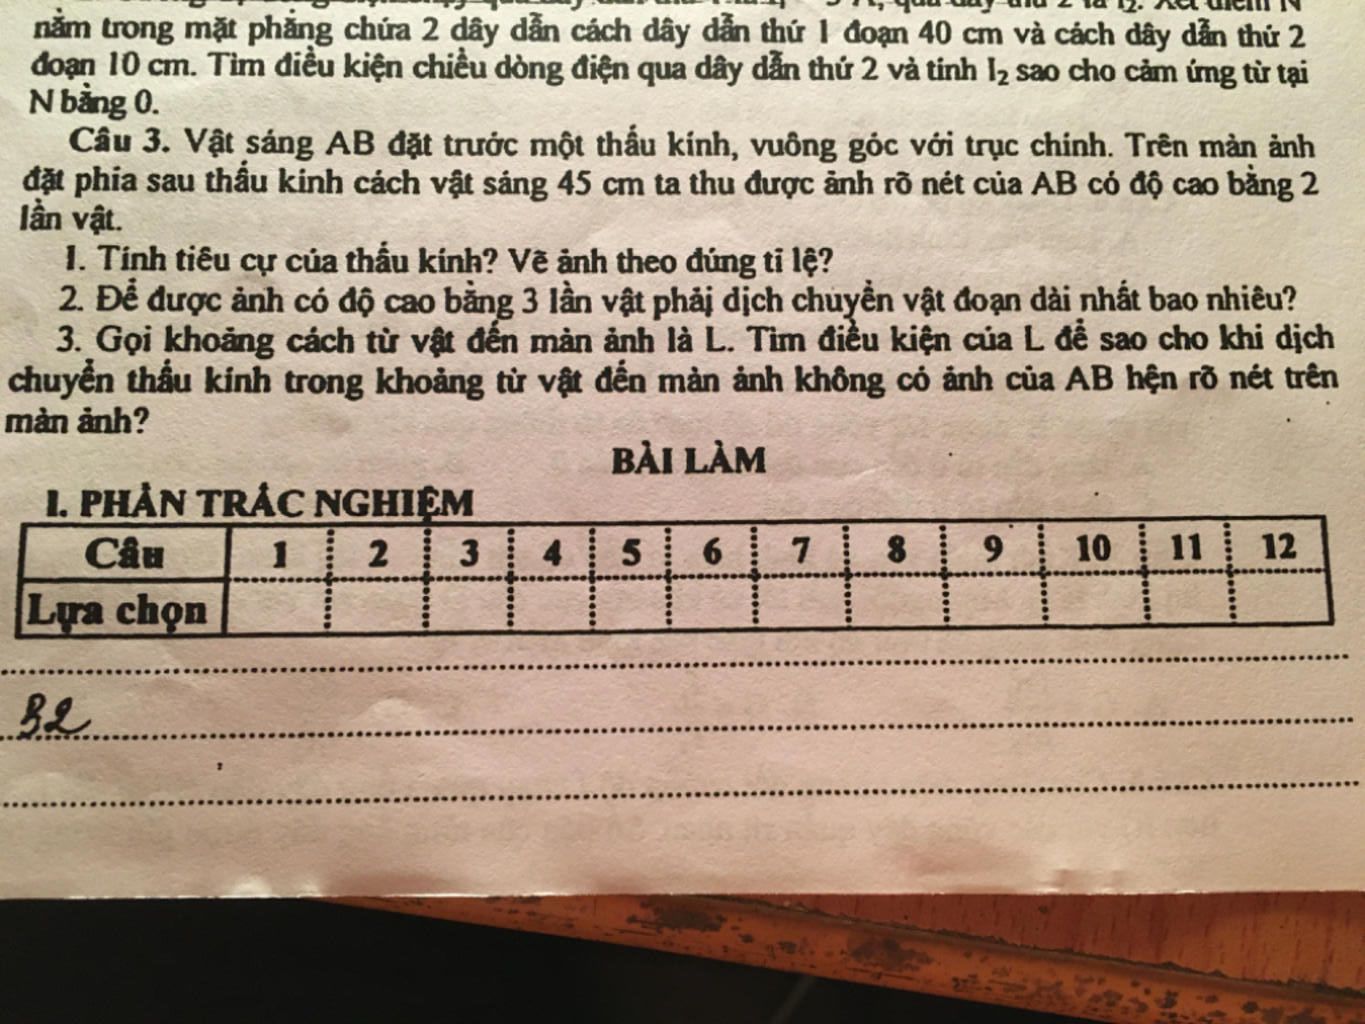 nằm trong mặt phẳng chứa 2 dây dẫn cách dây dẫn thứ 1 đoạn 40 cm và cách dây dẫn thứ 2
đoạn 10 cm. Tìm điều kiện chiều dòng điện qua dây dẫn thứ 2 và tính I₂ sao cho cảm ứng từ tại
N bằng 0.
Câu 3. Vật sáng AB đặt trước một thấu kính, vuông góc với trục chính. Trên màn ảnh
đặt phía sau thấu kính cách vật sáng 45 cm ta thu được ảnh rõ nét của AB có độ cao bằng 2
lần vật.
1. Tính tiêu cự của thấu kính? Vẽ ảnh theo đúng tỉ lệ?
2. Để được ảnh có độ cao bằng 3 lần vật phải dịch chuyển vật đoạn dài nhất bao nhiêu?
3. Gọi khoảng cách từ vật đến màn ảnh là L. Tìm điều kiện của L để sao cho khi dịch
chuyển thấu kính trong khoảng từ vật đến màn ảnh không có ảnh của AB hện rõ nét trên
màn ảnh?
BÀI LÀM
I. PHẦN TRẮC NGHIỆM
Câu 1 2 3 4 5 6 7 8 9 10 11 12
Lựa chọn
B2